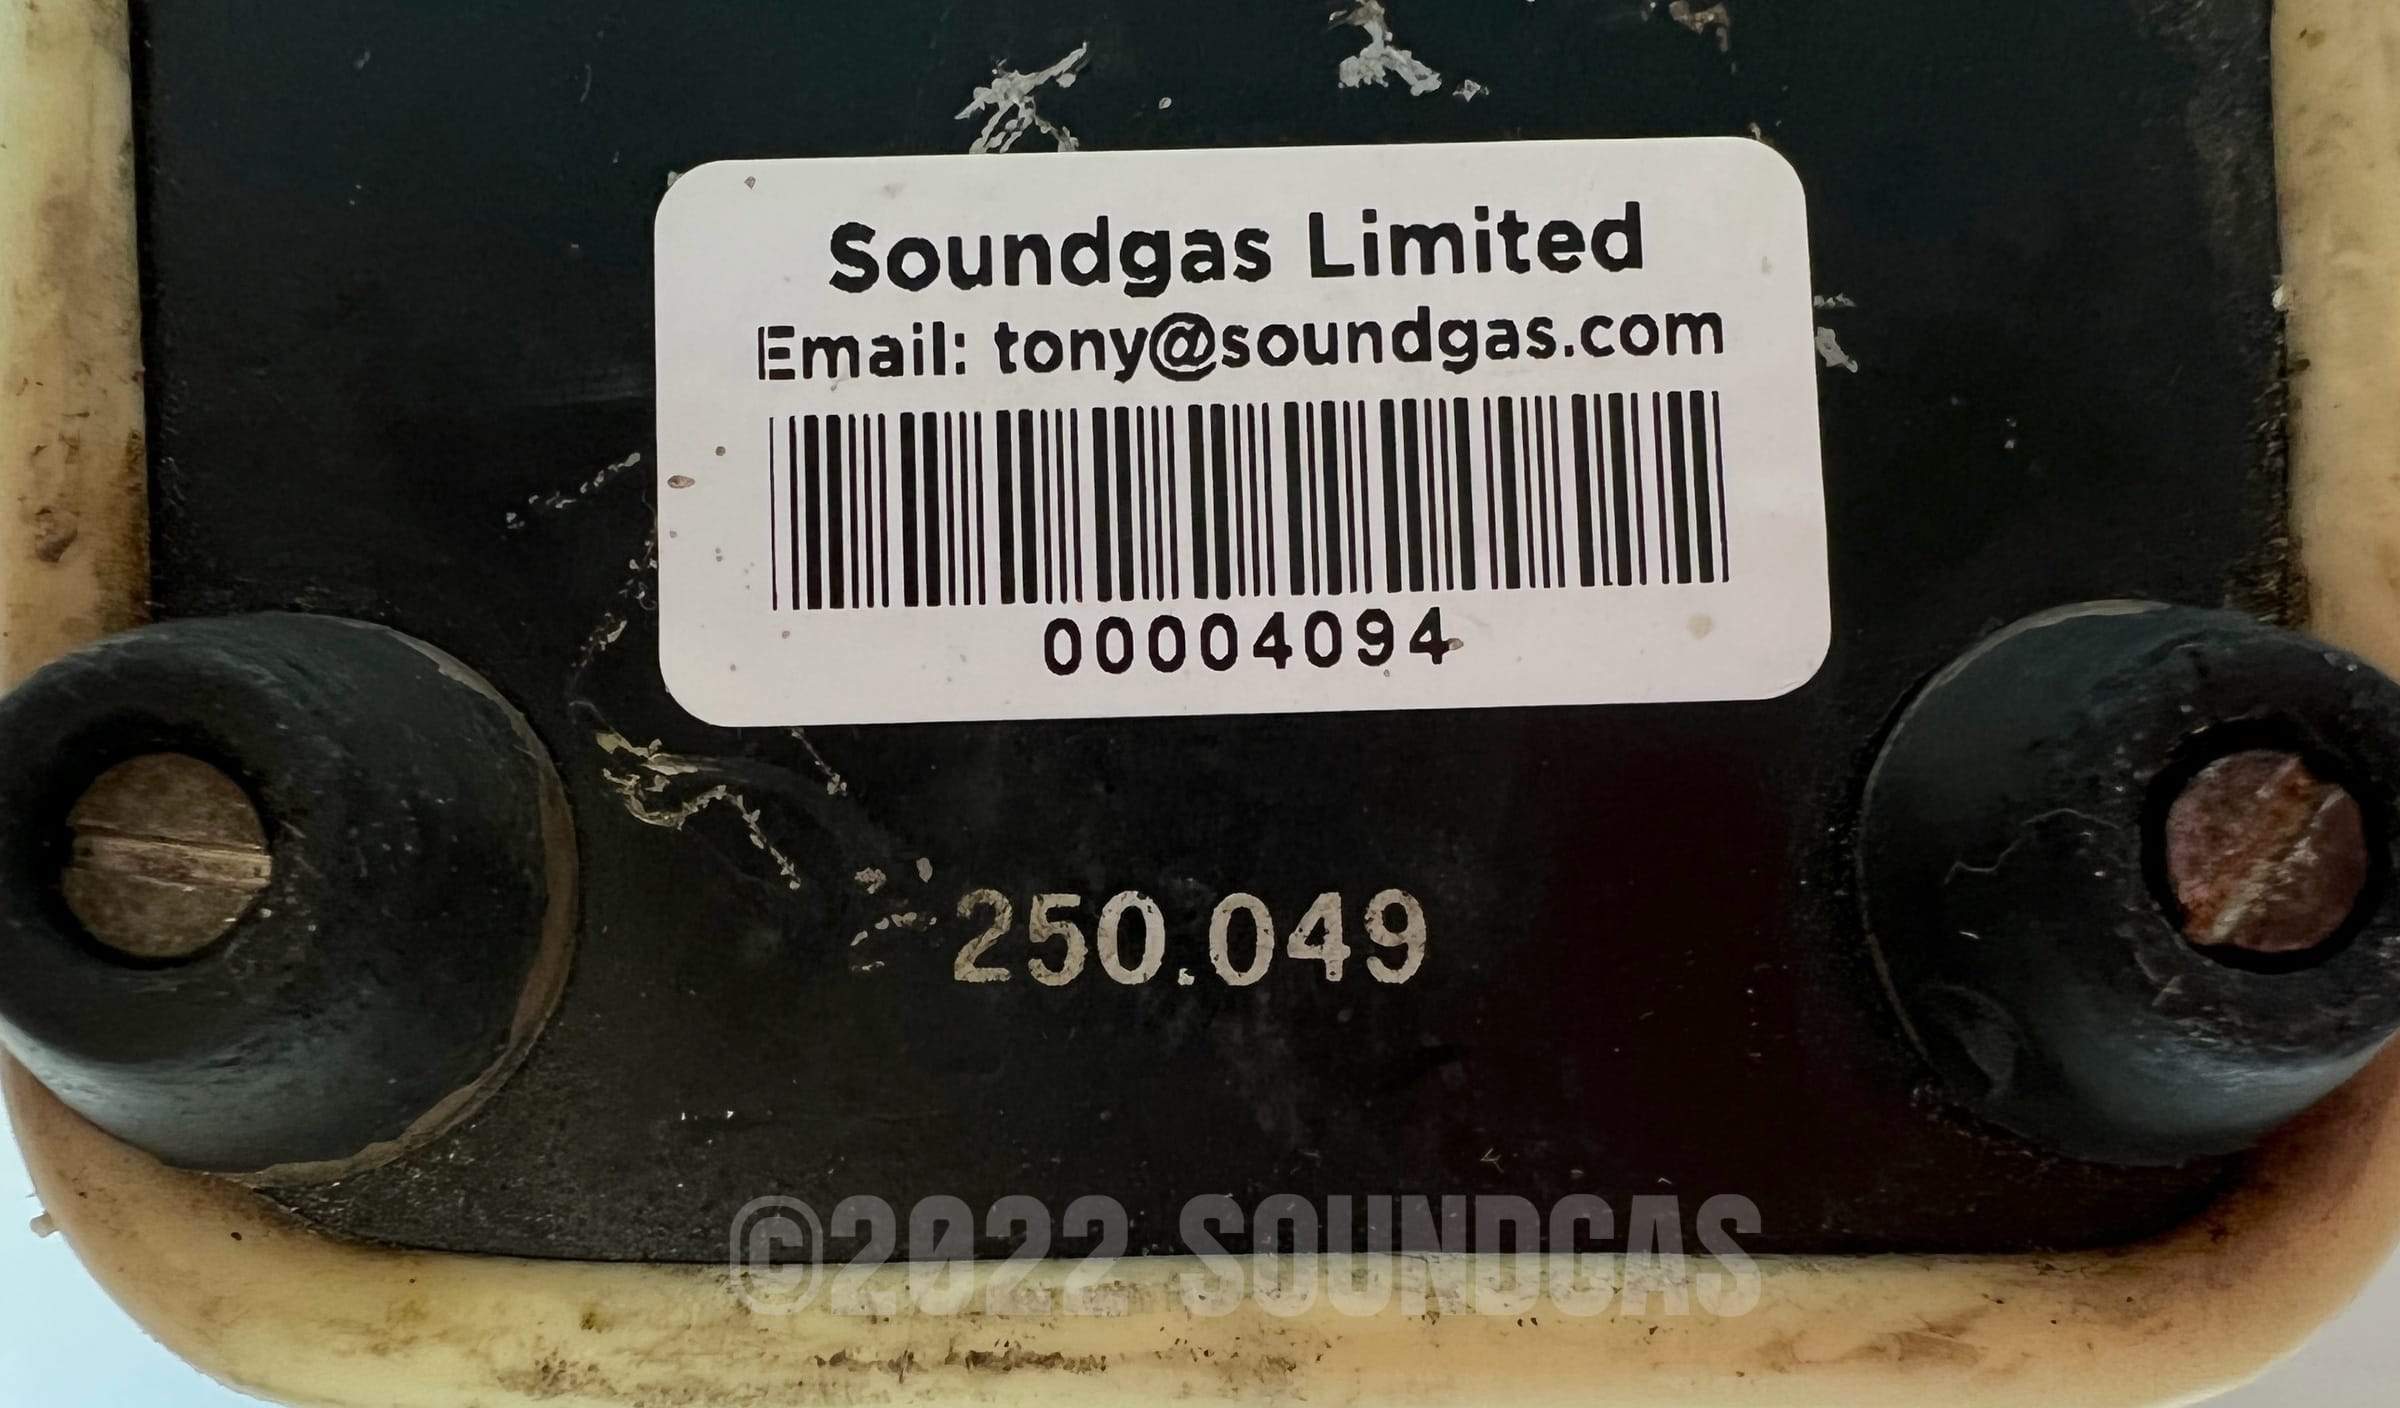 Soundgas Limited
Email: tony@soundgas.com
00004094
250.049
©2022 SOUNDGAS